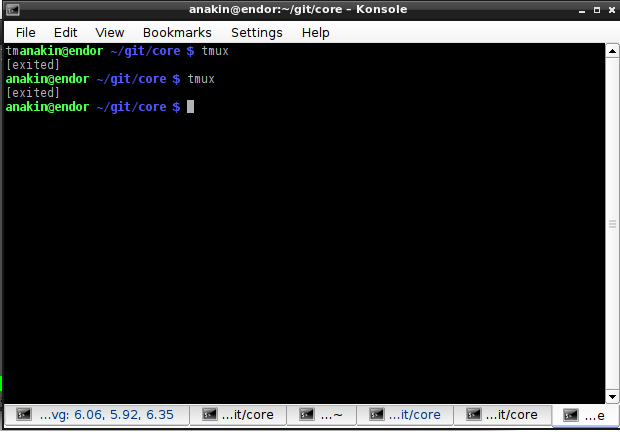 anakin@endor:~/git/core – Konsole
File Edit View Bookmarks Settings Help
tmanakin@endor ~/git/core $ tmux
[exited]
anakin@endor ~/git/core $ tmux
[exited]
anakin@endor ~/git/core $
...vg: 6.06, 5.92, 6.35 ...it/core ...~ ...it/core ...it/core ...e